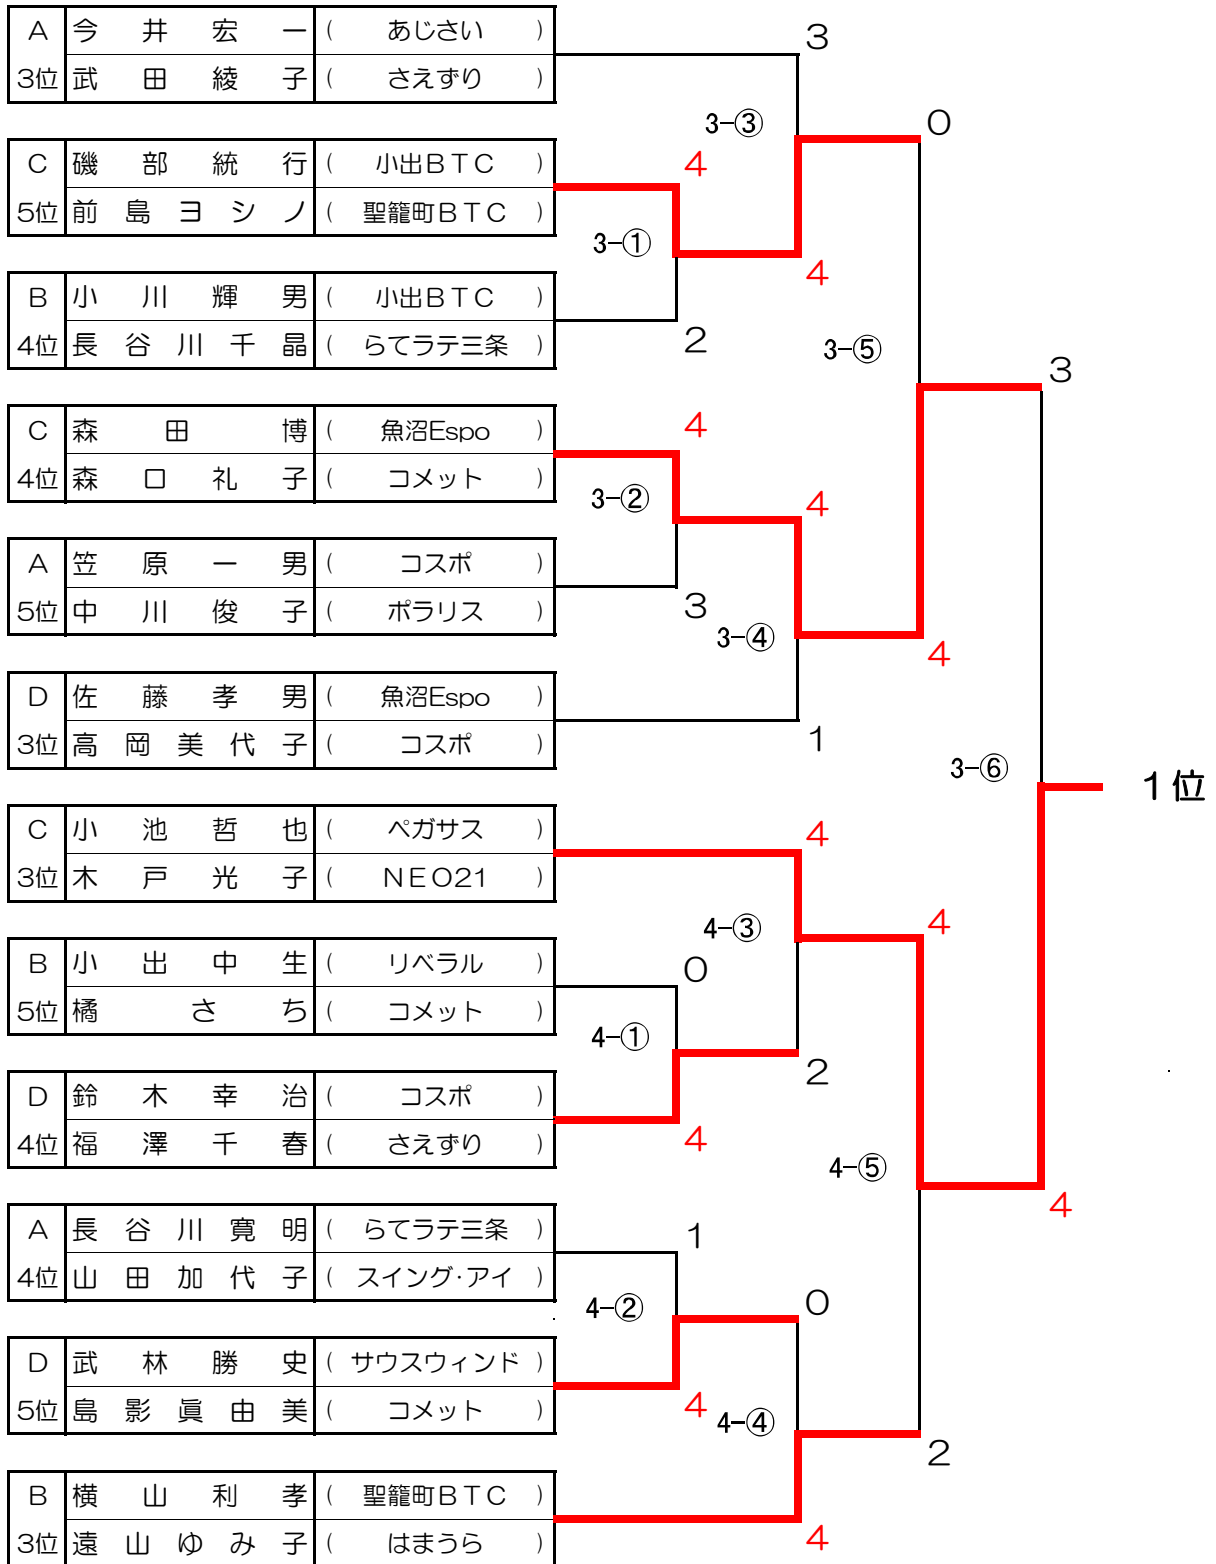 A 今井宏一 ( あじさい ) 3
3位 武田綾子 ( さえずり )
3-③ 0
C 磯部統行 ( 小出BTC ) 4
5位 前島ヨシノ ( 聖籠町BTC )
3-① 4
B 小川輝男 ( 小出BTC )
4位 長谷川千晶 ( らてラテ三条 ) 2 3-⑤ 3
C 森田博 ( 魚沼Espo ) 4
4位 森口礼子 ( コメット )
3-② 4
A 笠原一男 ( コスポ )
5位 中川俊子 ( ポラリス ) 3
3-④ 4
D 佐藤孝男 ( 魚沼Espo )
3位 高岡美代子 ( コスポ ) 1
3-⑥ 1位
C 小池哲也 ( ペガサス ) 4
3位 木戸光子 ( NEO21 )
4-③ 4
B 小出中生 ( リベラル ) 0
5位 橘さち ( コメット )
4-① 2
D 鈴木幸治 ( コスポ )
4位 福澤千春 ( さえずり ) 4
4-⑤ 4
A 長谷川寛明 ( らてラテ三条 ) 1
4位 山田加代子 ( スイング・アイ )
4-② 0
D 武林勝史 ( サウスウィンド )
5位 島影眞由美 ( コメット ) 4
4-④ 2
B 横山利孝 ( 聖籠町BTC )
3位 遠山ゆみ子 ( はまうら ) 4